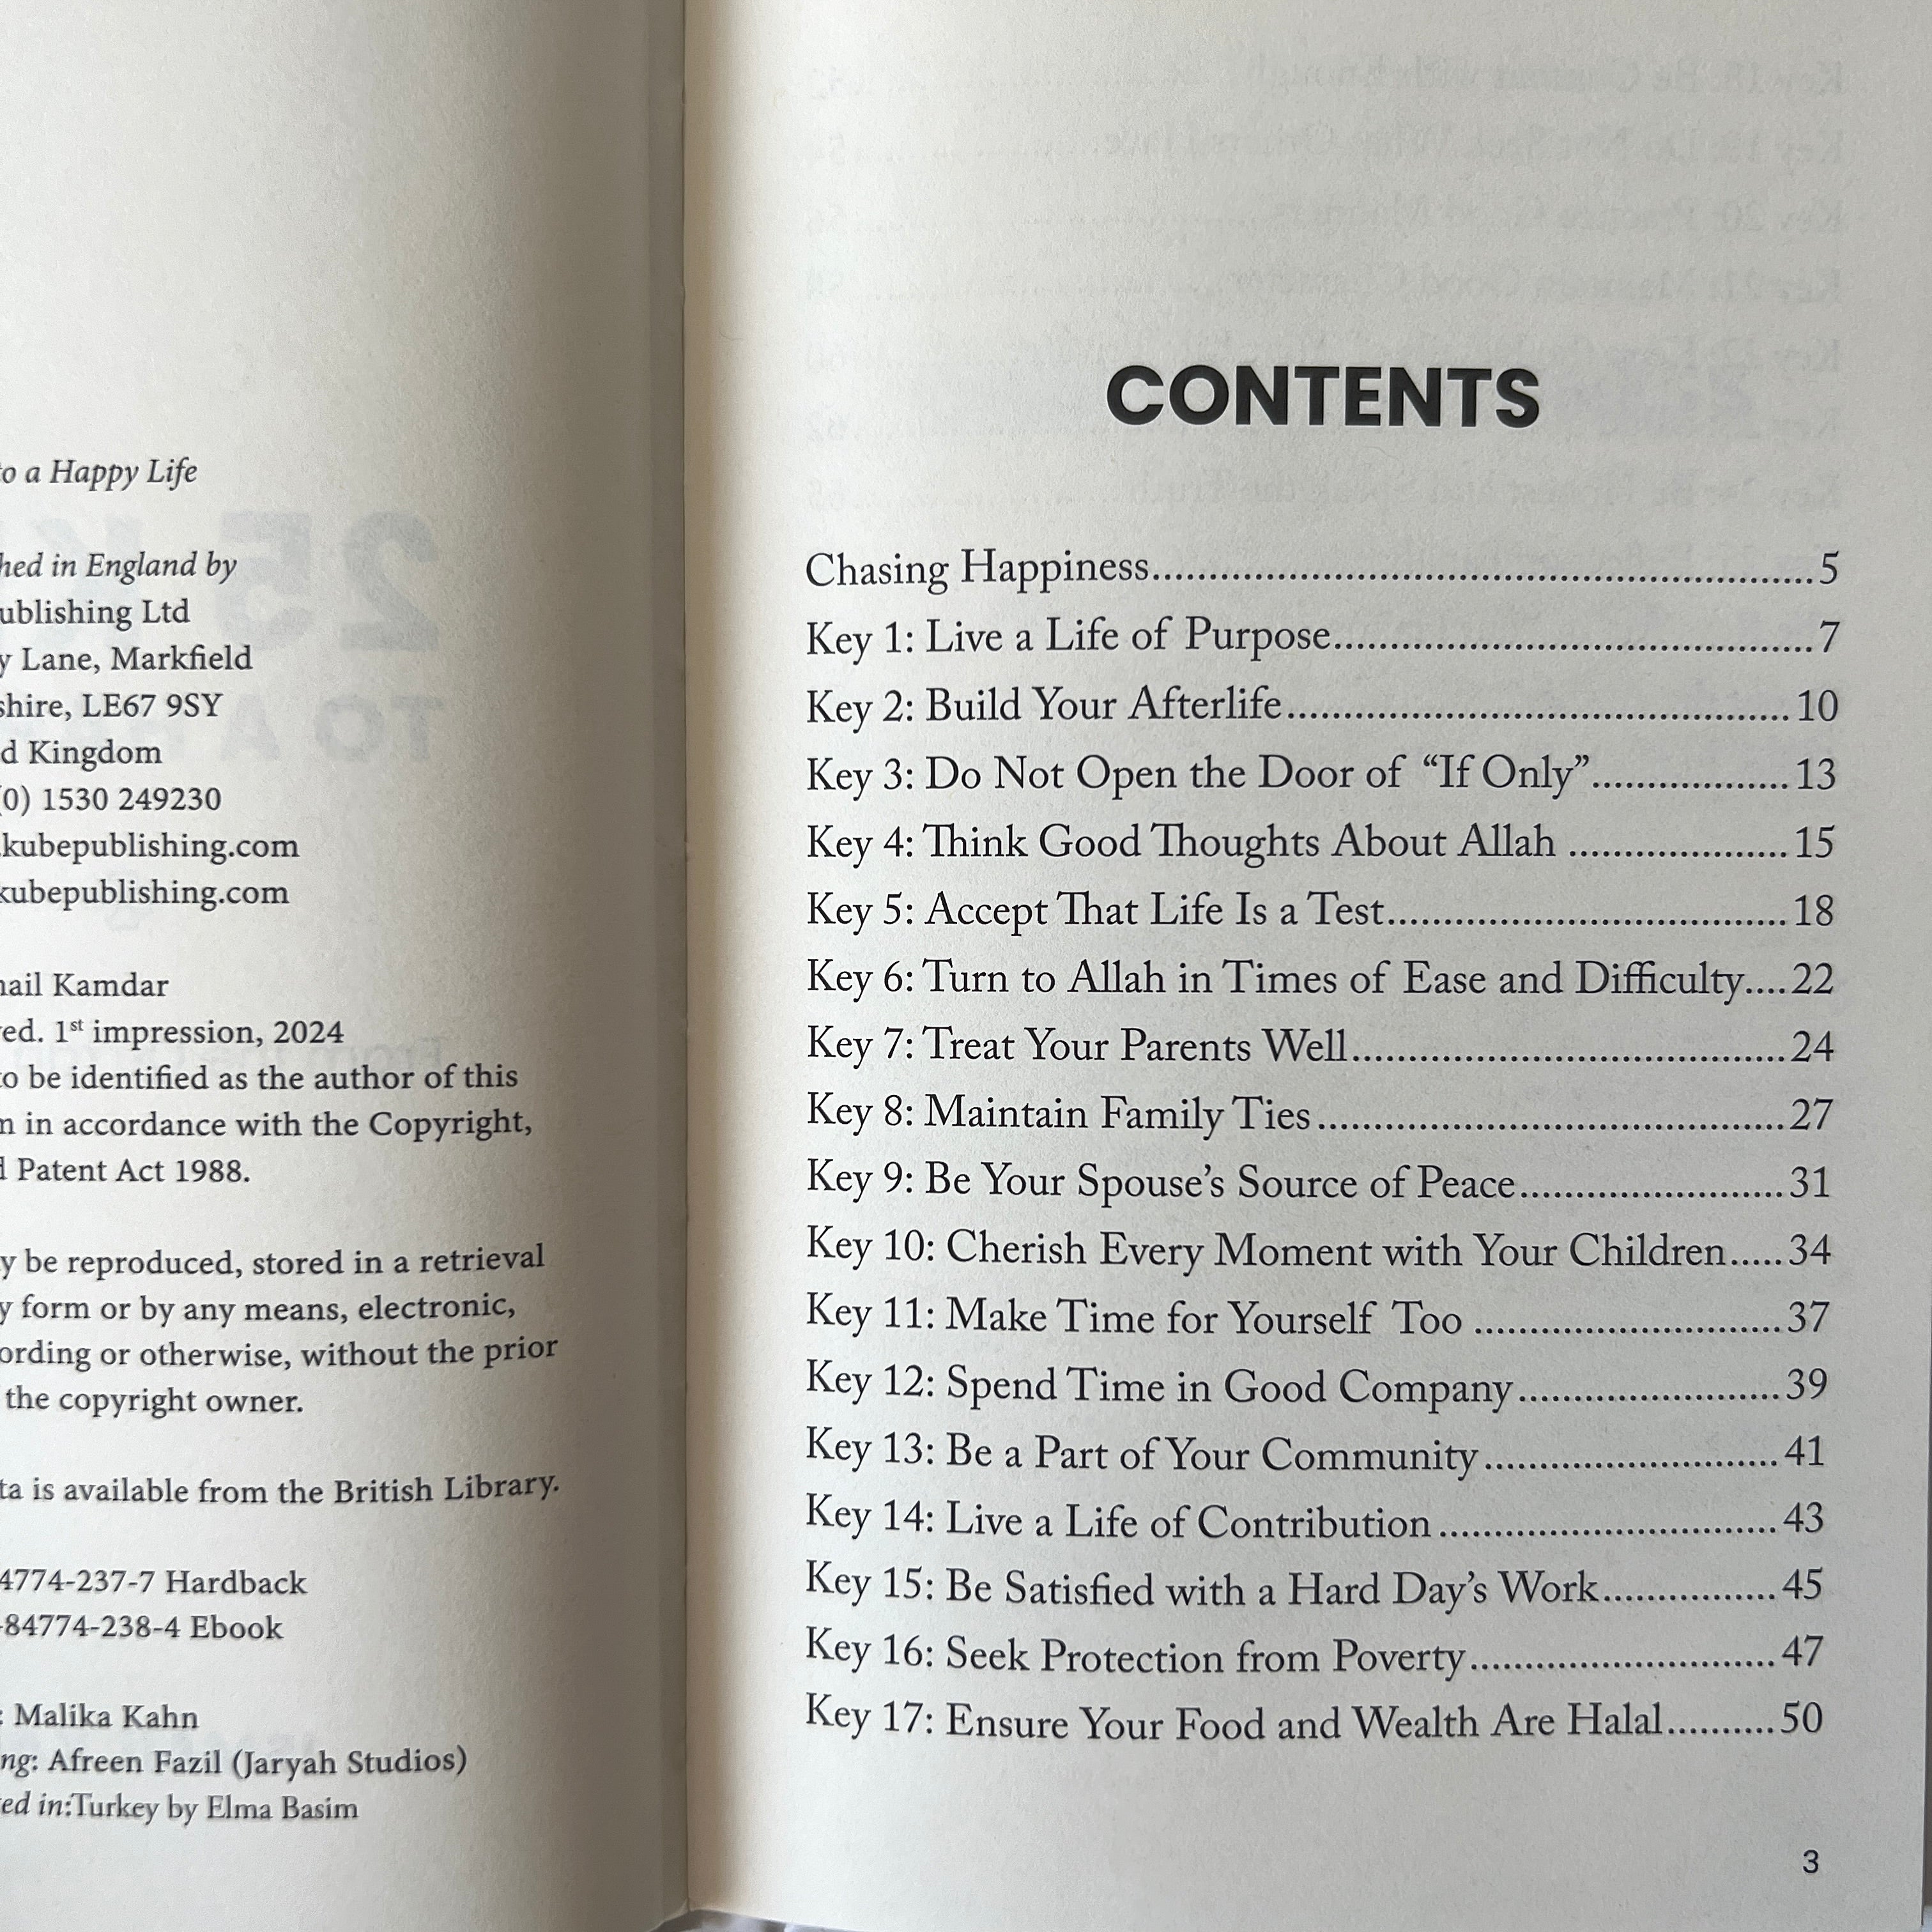 to a Happy Life
hed in England by
ublishing Ltd
y Lane, Markfield
shire, LE67 9SY
d Kingdom
(0) 1530 249230
.kubepublishing.com
kubepublishing.com
nail Kamdar
ved. 1st impression, 2024
to be identified as the author of this
n in accordance with the Copyright,
d Patent Act 1988.
y be reproduced, stored in a retrieval
y form or by any means, electronic,
ording or otherwise, without the prior
the copyright owner.
ta is available from the British Library.
4774-237-7 Hardback
-84774-238-4 Ebook
: Malika Kahn
ng: Afreen Fazil (Jaryah Studios)
ed in:Turkey by Elma Basim
CONTENTS
Chasing Happiness..........................................................5
Key 1: Live a Life of Purpose..........................................7
Key 2: Build Your Afterlife............................................10
Key 3: Do Not Open the Door of “If Only”.................13
Key 4: Think Good Thoughts About Allah ...................15
Key 5: Accept That Life Is a Test...................................18
Key 6: Turn to Allah in Times of Ease and Difficulty....22
Key 7: Treat Your Parents Well......................................24
Key 8: Maintain Family Ties.........................................27
Key 9: Be Your Spouse’s Source of Peace.......................31
Key 10: Cherish Every Moment with Your Children.....34
Key 11: Make Time for Yourself Too ...........................37
Key 12: Spend Time in Good Company.......................39
Key 13: Be a Part of Your Community..........................41
Key 14: Live a Life of Contribution..............................43
Key 15: Be Satisfied with a Hard Day’s Work...............45
Key 16: Seek Protection from Poverty...........................47
Key 17: Ensure Your Food and Wealth Are Halal..........50
3